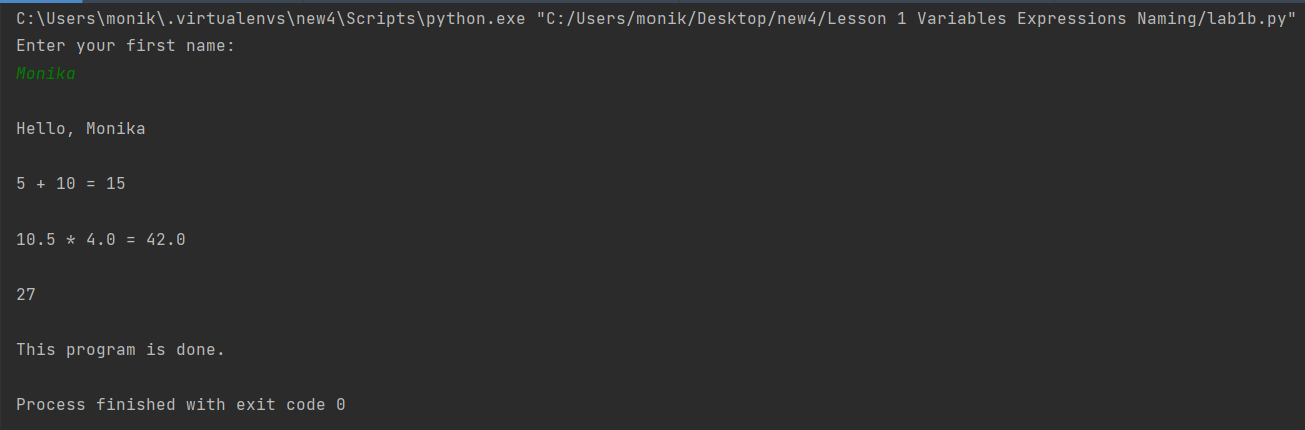 C:\Users\monik\.virtualenvs\new4\Scripts\python.exe "C:/Users/monik/Desktop/new4/Lesson 1 Variables Expressions Naming/lab1b.py"
Enter your first name:
Monika
Hello, Monika
5 + 10 = 15
10.5 * 4.0 = 42.0
27
This program is done.
Process finished with exit code 0